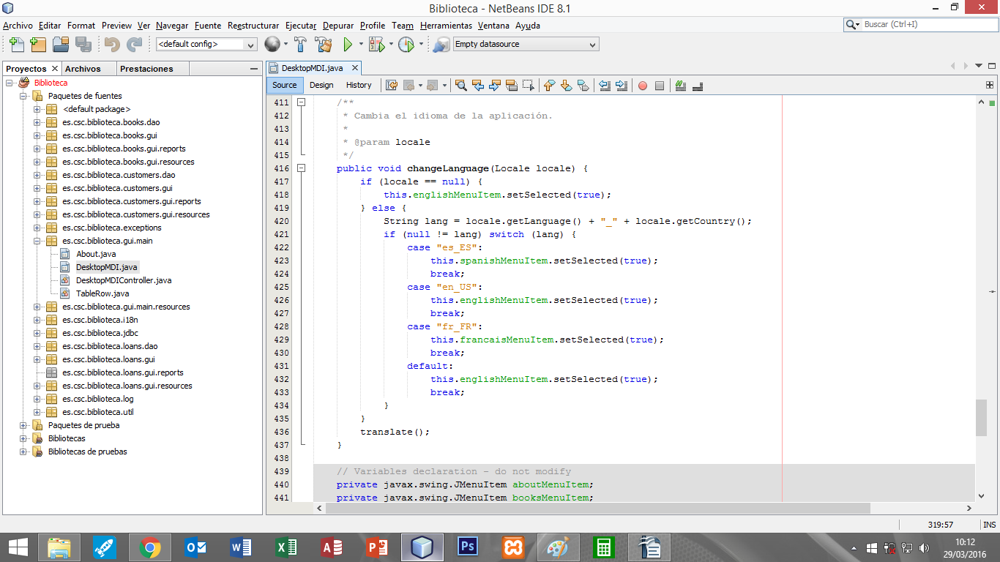 Biblioteca - NetBeans IDE 8.1
Archivo Editar Format Preview Ver Navegar Fuente Reestructurar Ejecutar Depurar Profile Team Herramientas Ventana Ayuda
Buscar (Ctrl+I)
<default config>
Empty datasource
Proyectos Archivos Prestaciones
Biblioteca
Paquetes de fuentes
<default package>
es.csc.biblioteca.books.dao
es.csc.biblioteca.books.gui
es.csc.biblioteca.books.gui.reports
es.csc.biblioteca.books.gui.resources
es.csc.biblioteca.customers.dao
es.csc.biblioteca.customers.gui
es.csc.biblioteca.customers.gui.reports
es.csc.biblioteca.customers.gui.resources
es.csc.biblioteca.exceptions
es.csc.biblioteca.gui.main
About.java
DesktopMDI.java
DesktopMDIController.java
TableRow.java
es.csc.biblioteca.gui.main.resources
es.csc.biblioteca.i18n
es.csc.biblioteca.jdbc
es.csc.biblioteca.loans.dao
es.csc.biblioteca.loans.gui
es.csc.biblioteca.loans.gui.reports
es.csc.biblioteca.loans.gui.resources
es.csc.biblioteca.log
es.csc.biblioteca.util
Paquetes de prueba
Bibliotecas
Bibliotecas de pruebas
DesktopMDI.java
Source Design History
411 /**
412 * Cambia el idioma de la aplicación.
413 *
414 * @param locale
415 */
416 public void changeLanguage(Locale locale) {
417 if (locale == null) {
418 this.englishMenuItem.setSelected(true);
419 } else {
420 String lang = locale.getLanguage() + "_" + locale.getCountry();
421 if (null != lang) switch (lang) {
422 case "es_ES":
423 this.spanishMenuItem.setSelected(true);
424 break;
425 case "en_US":
426 this.englishMenuItem.setSelected(true);
427 break;
428 case "fr_FR":
429 this.francaisMenuItem.setSelected(true);
430 break;
431 default:
432 this.englishMenuItem.setSelected(true);
433 break;
434 }
435 }
436 translate();
437 }
438
439 // Variables declaration - do not modify
440 private javax.swing.JMenuItem aboutMenuItem;
441 private javax.swing.JMenuItem booksMenuItem;
319:57 INS
10:12
29/03/2016